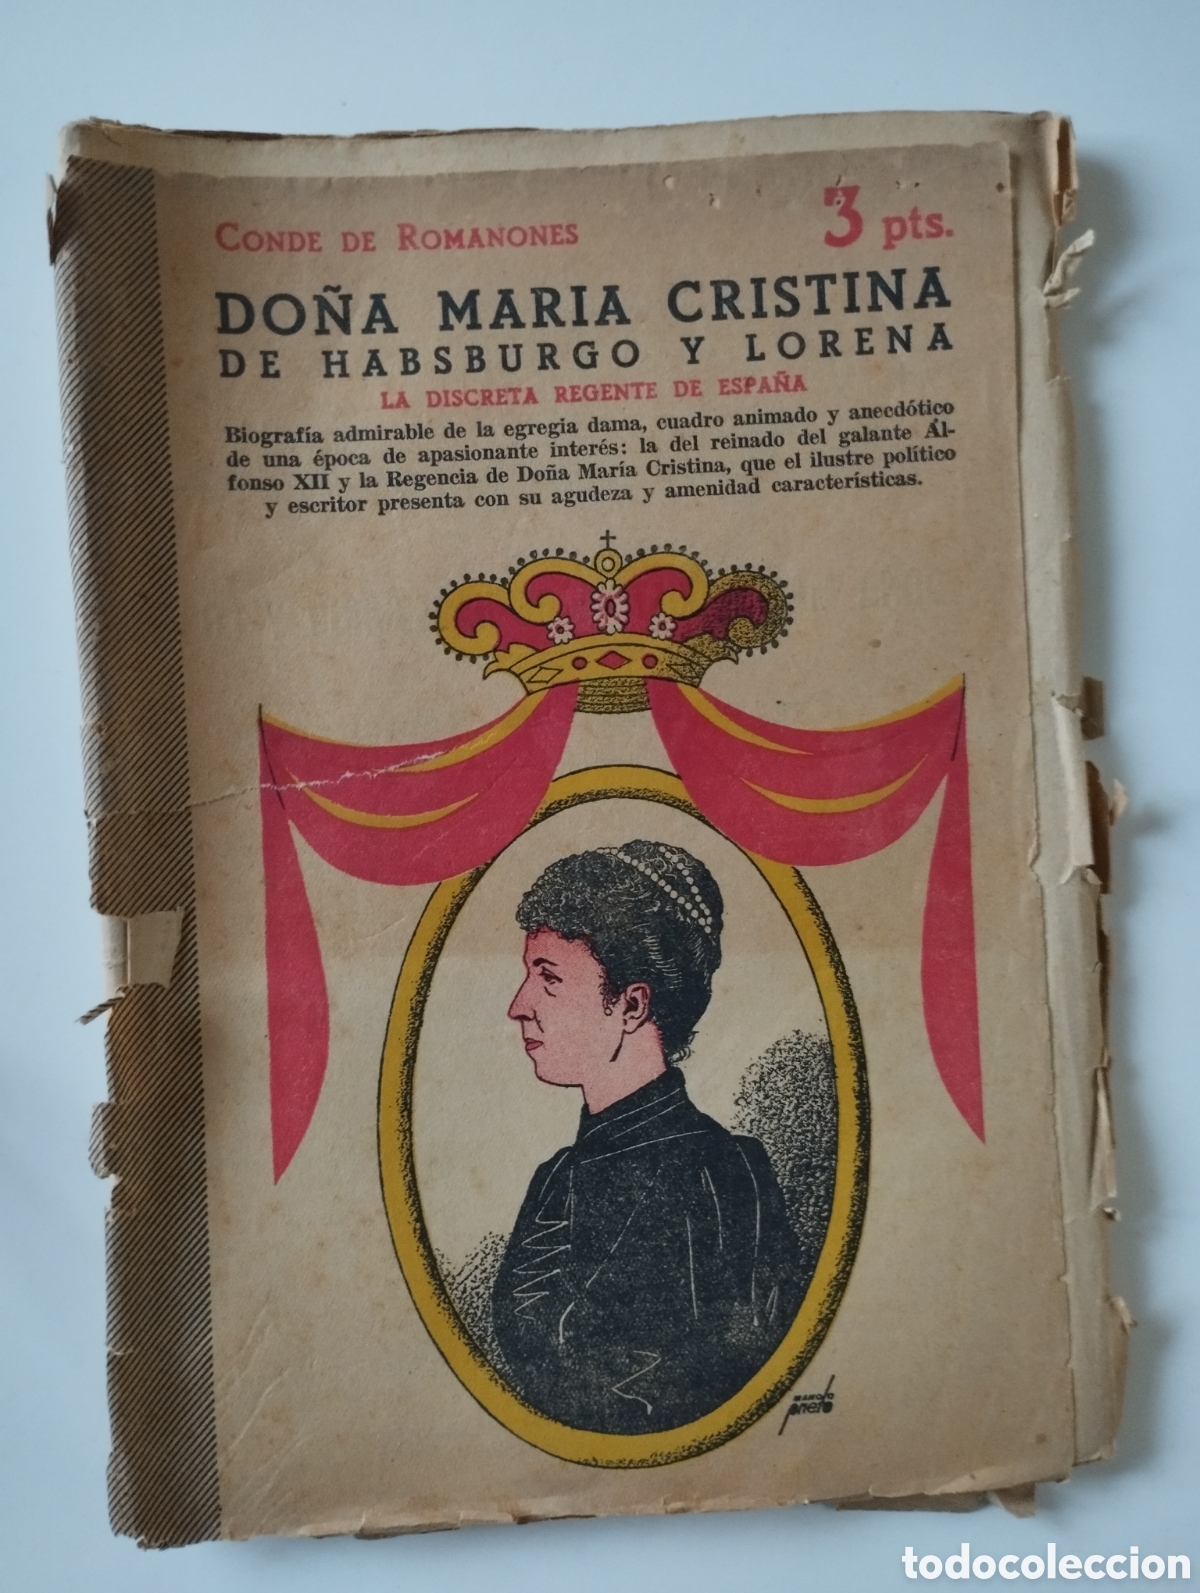 CONDE DE ROMANONES
3 pts.
DOÑA MARIA CRISTINA
DE HABSBURGO Y LORENA
LA DISCRETA REGENTE DE ESPAÑA
Biografía admirable de la egregia dama, cuadro animado y anecdótico
de una época de apasionante interés: la del reinado del galante Al-
fonso XII y la Regencia de Doña María Cristina, que el ilustre político
y escritor presenta con su agudeza y amenidad características.
MANOLO
prieto
todocoleccion